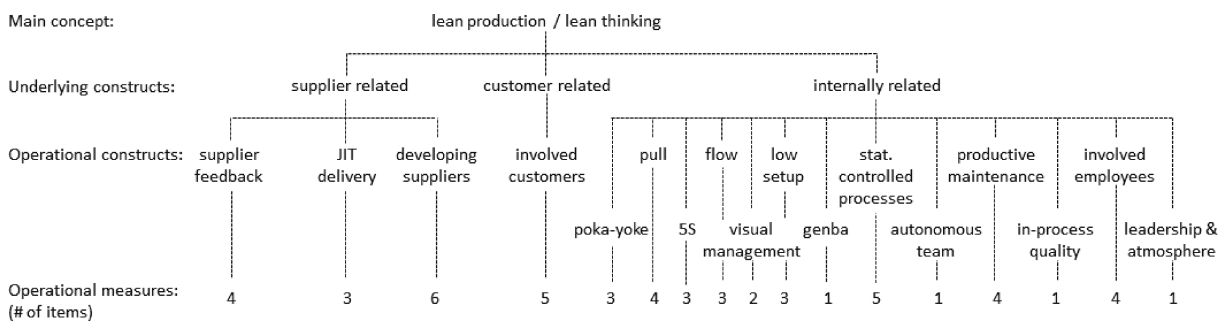 Main concept: lean production / lean thinking
Underlying constructs: supplier related customer related internally related
Operational constructs: supplier JIT developing involved pull flow low stat. productive involved
feedback delivery suppliers customers setup controlled maintenance employees
processes
poka-yoke 5S visual genba autonomous in-process leadership &
management team quality atmosphere
Operational measures: 4 3 6 5 3 4 3 3 2 3 1 5 1 4 1 4 1
(# of items)